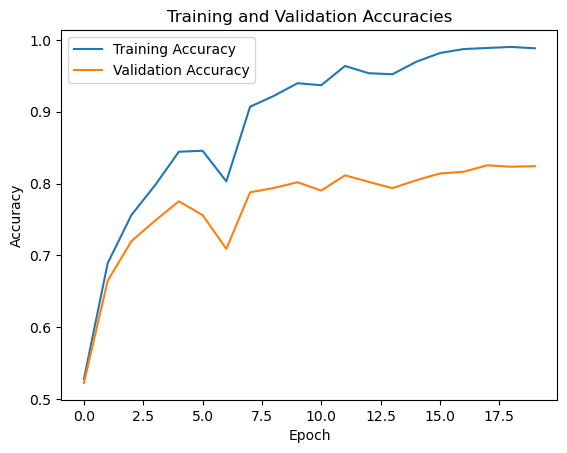 Training and Validation Accuracies
Training Accuracy
Validation Accuracy
1.0
0.9
0.8
0.7
0.6
0.5
Accuracy
0.0 2.5 5.0 7.5 10.0 12.5 15.0 17.5
Epoch